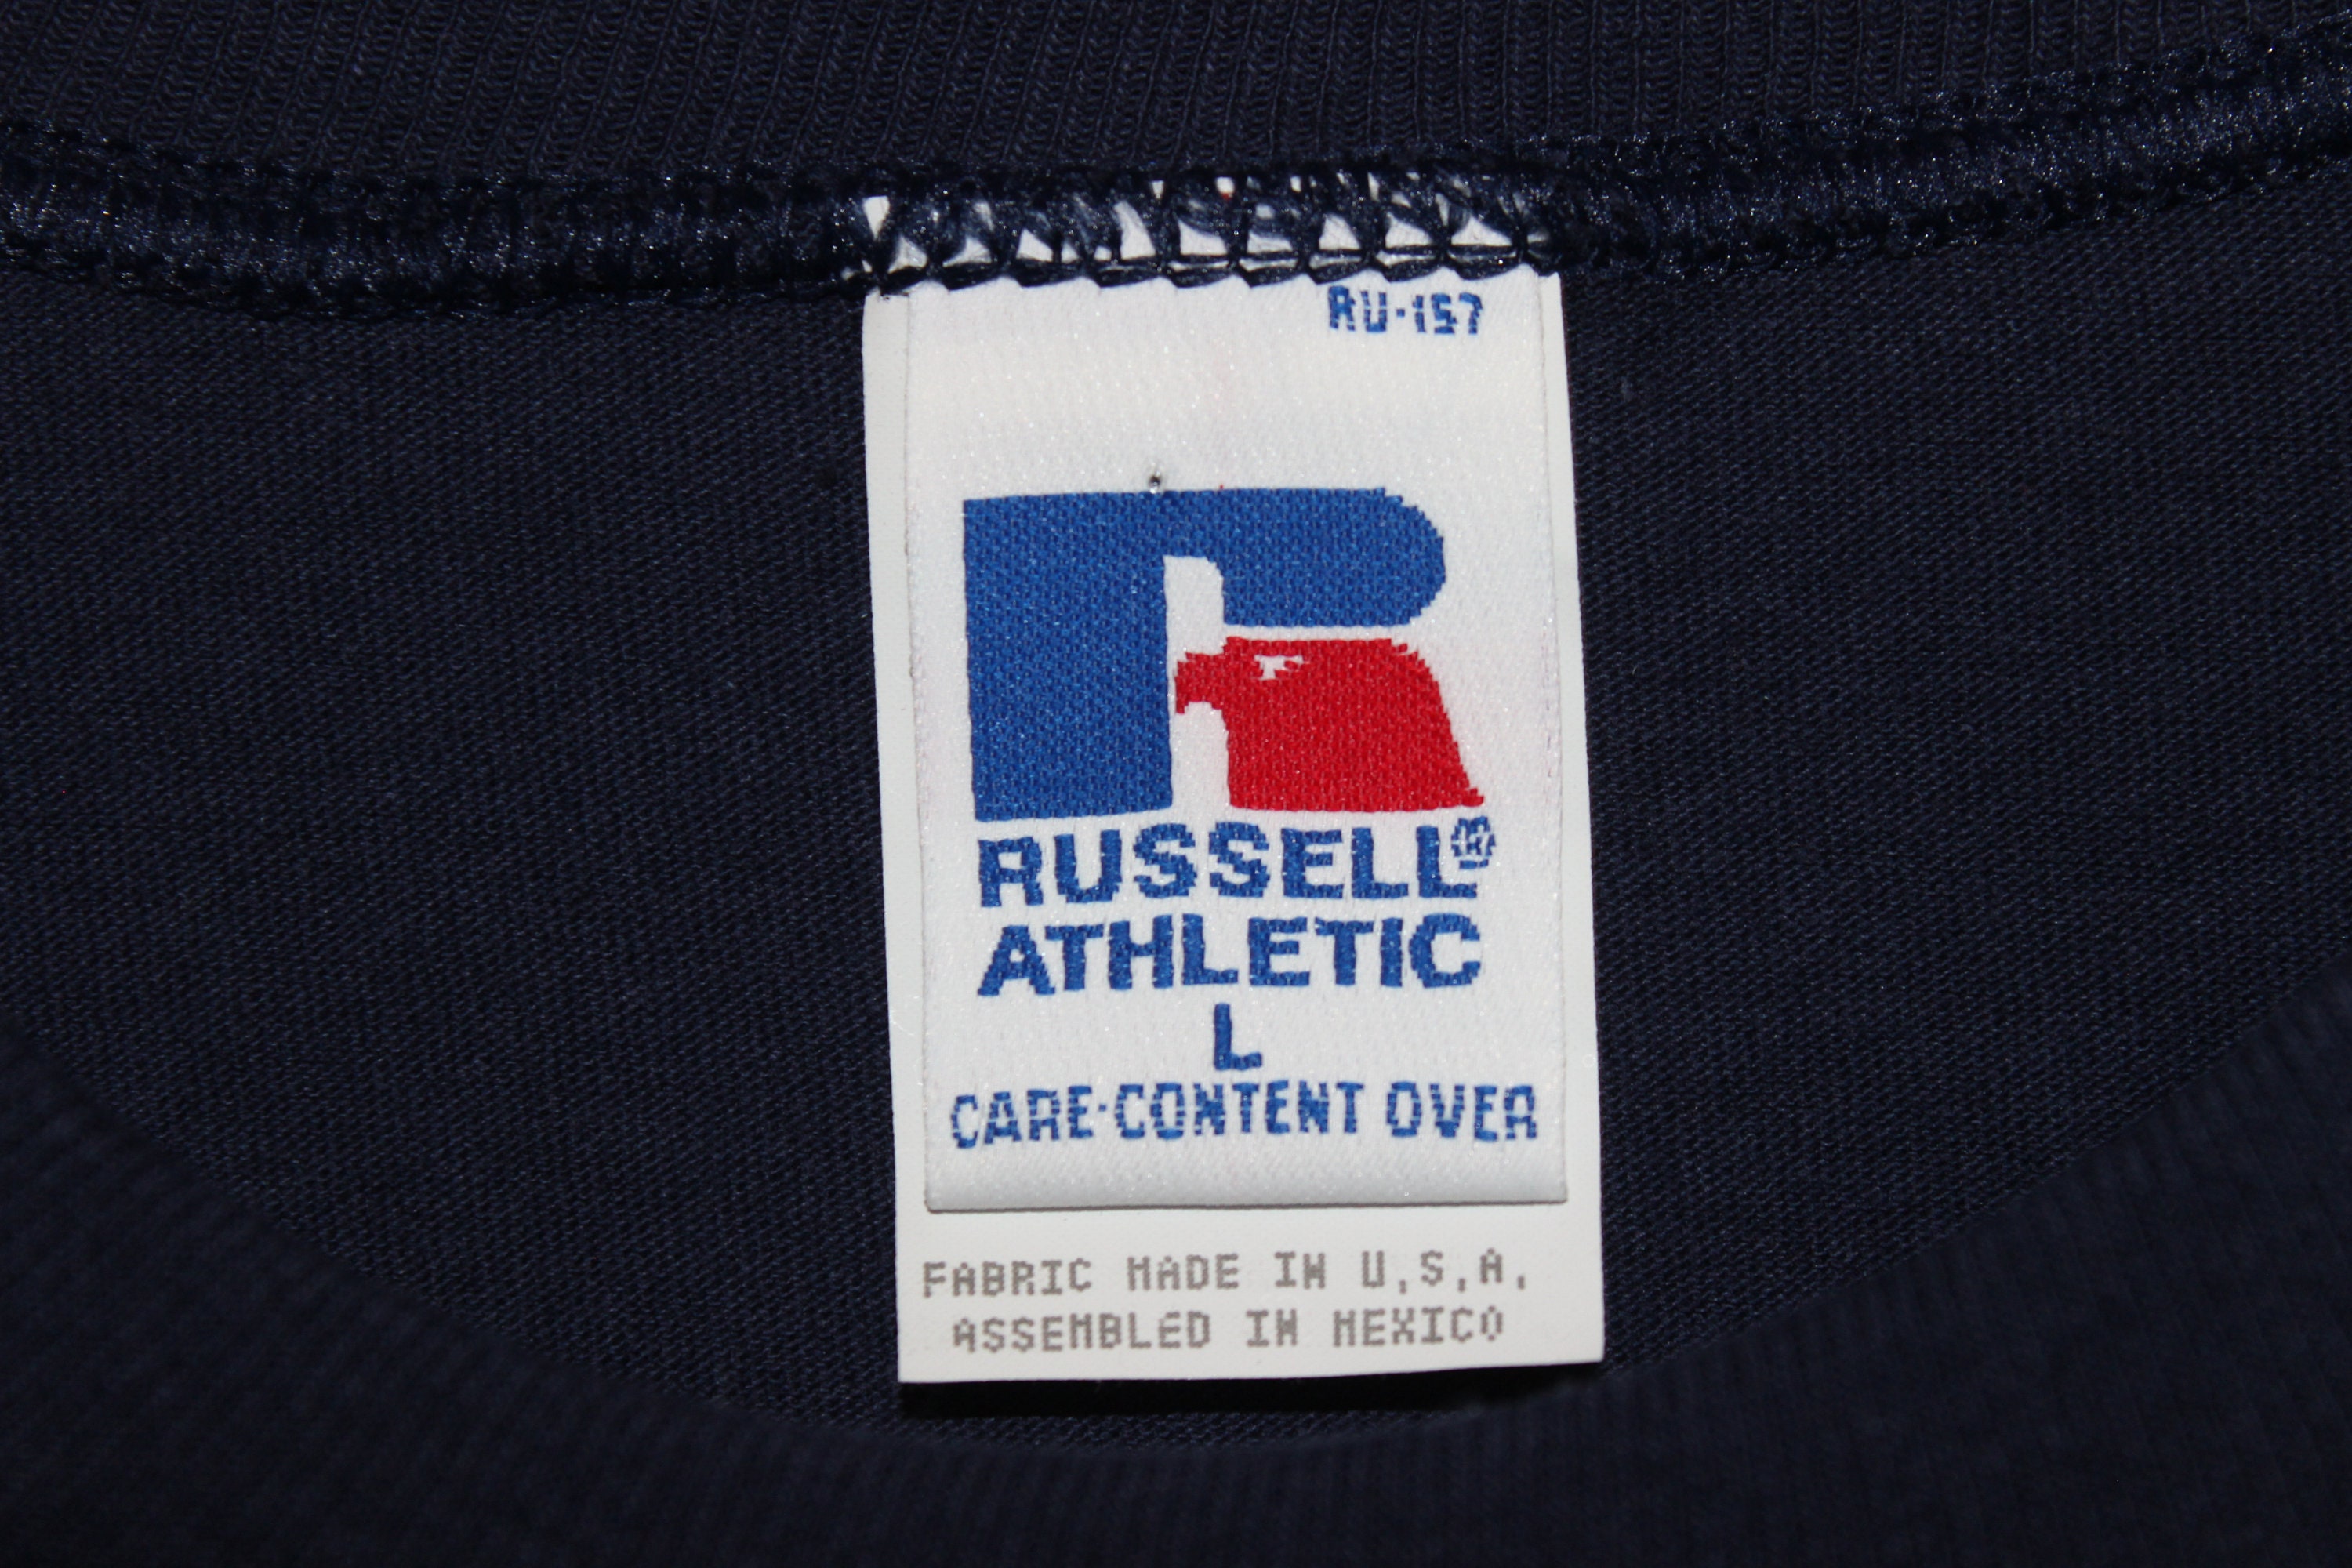 RU-157
RUSSELL®
ATHLETIC
L
CARE-CONTENT OVER
FABRIC MADE IN U.S.A.
ASSEMBLED IN MEXICO